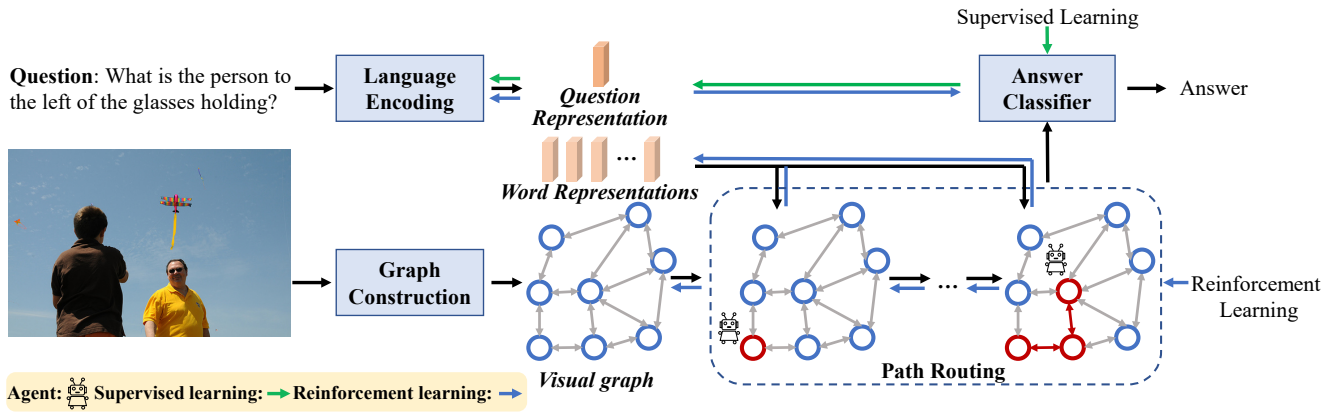 Supervised Learning
Question: What is the person to
the left of the glasses holding?
Language
Encoding
Question
Representation
Answer
Classifier
Answer
...
Word Representations
Graph
Construction
...
Reinforcement
Learning
Visual graph
Path Routing
Agent: Supervised learning: Reinforcement learning: